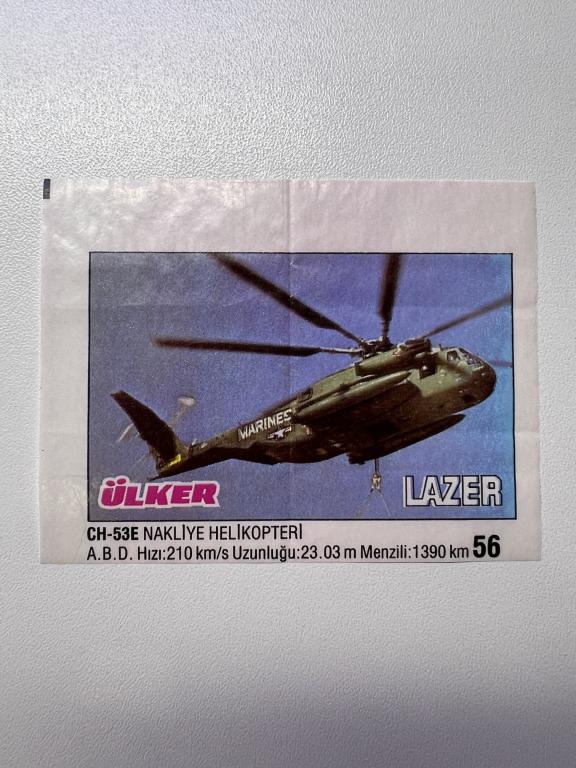 MARINES
ÜLKER
LAZER
CH-53E NAKLİYE HELİKOPTERİ
A.B.D. Hızı:210 km/s Uzunluğu:23.03 m Menzili:1390 km 56